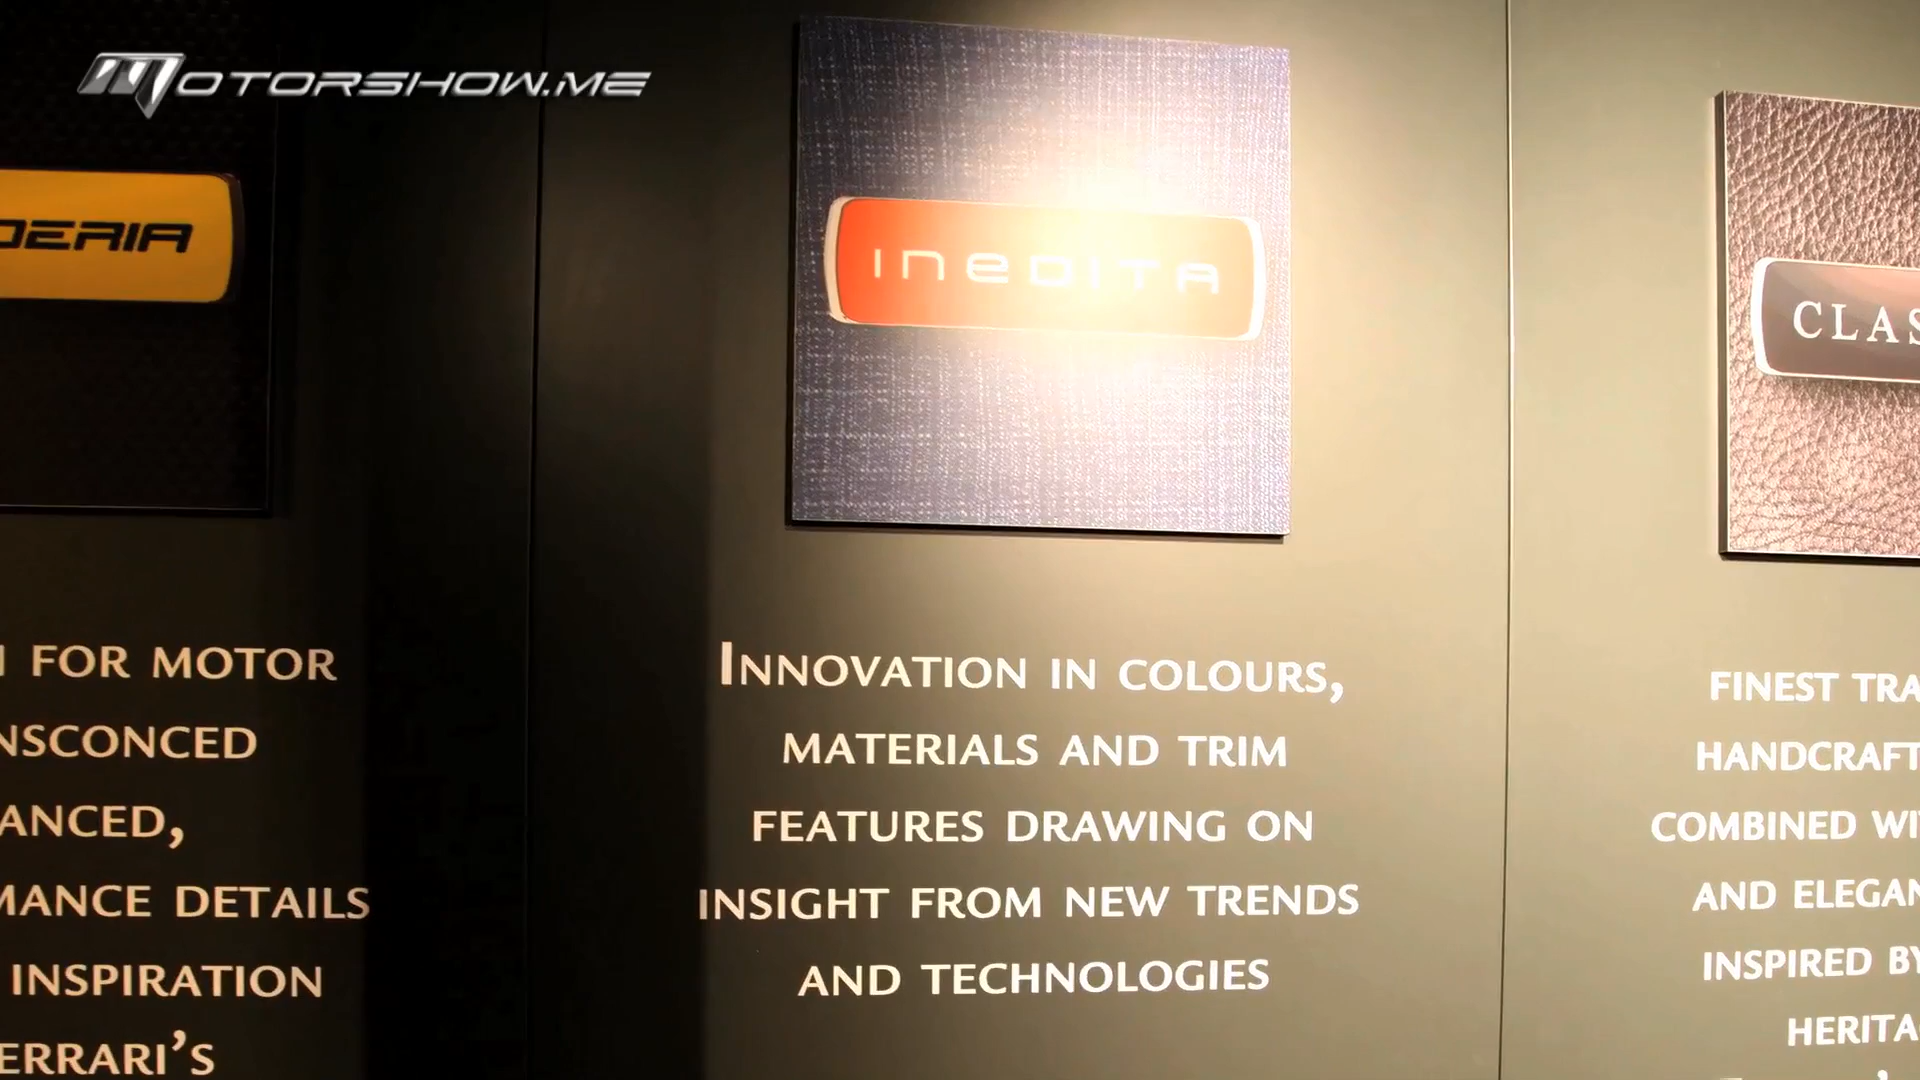 MOTORSHOW.ME
DERIA
FOR MOTOR
NSCONCED
ANCED,
MANCE DETAILS
INSPIRATION
ERRARI'S
INEDITA
INNOVATION IN COLOURS,
MATERIALS AND TRIM
FEATURES DRAWING ON
INSIGHT FROM NEW TRENDS
AND TECHNOLOGIES
CLAS
FINEST TRA
HANDCRAFT
COMBINED WI
AND ELEGAN
INSPIRED BY
HERITA